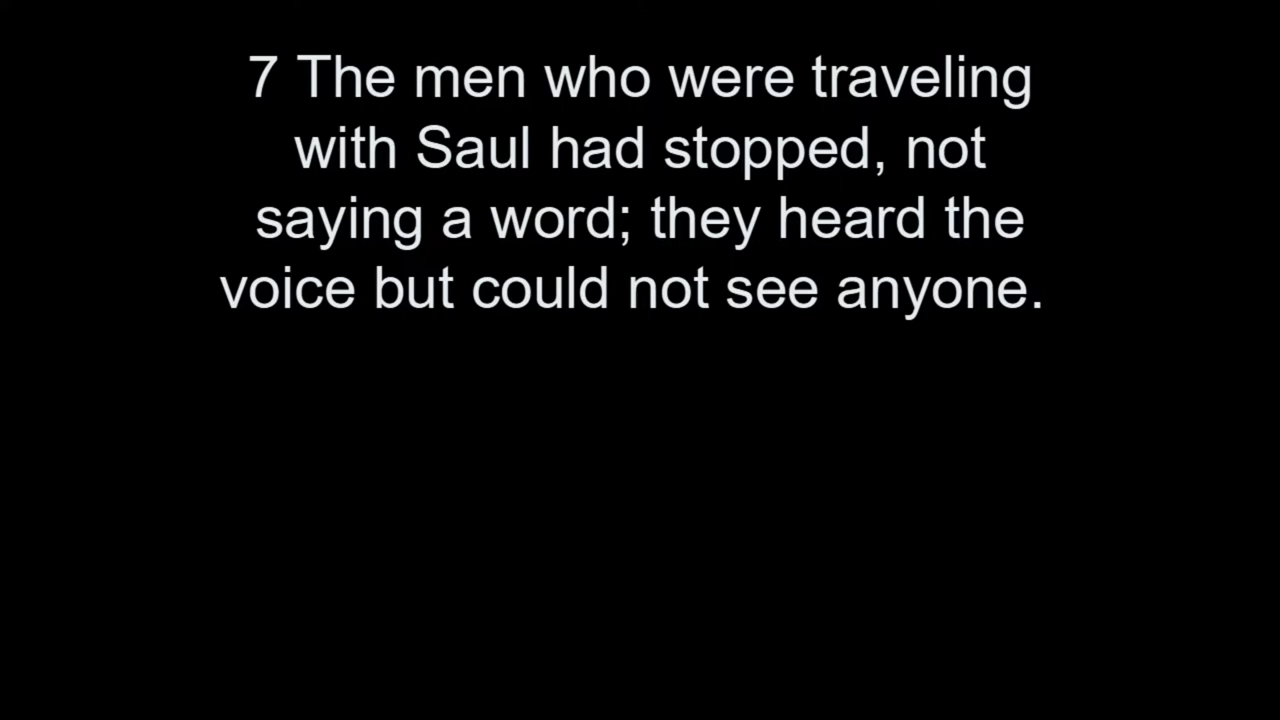 7 The men who were traveling
with Saul had stopped, not
saying a word; they heard the
voice but could not see anyone.